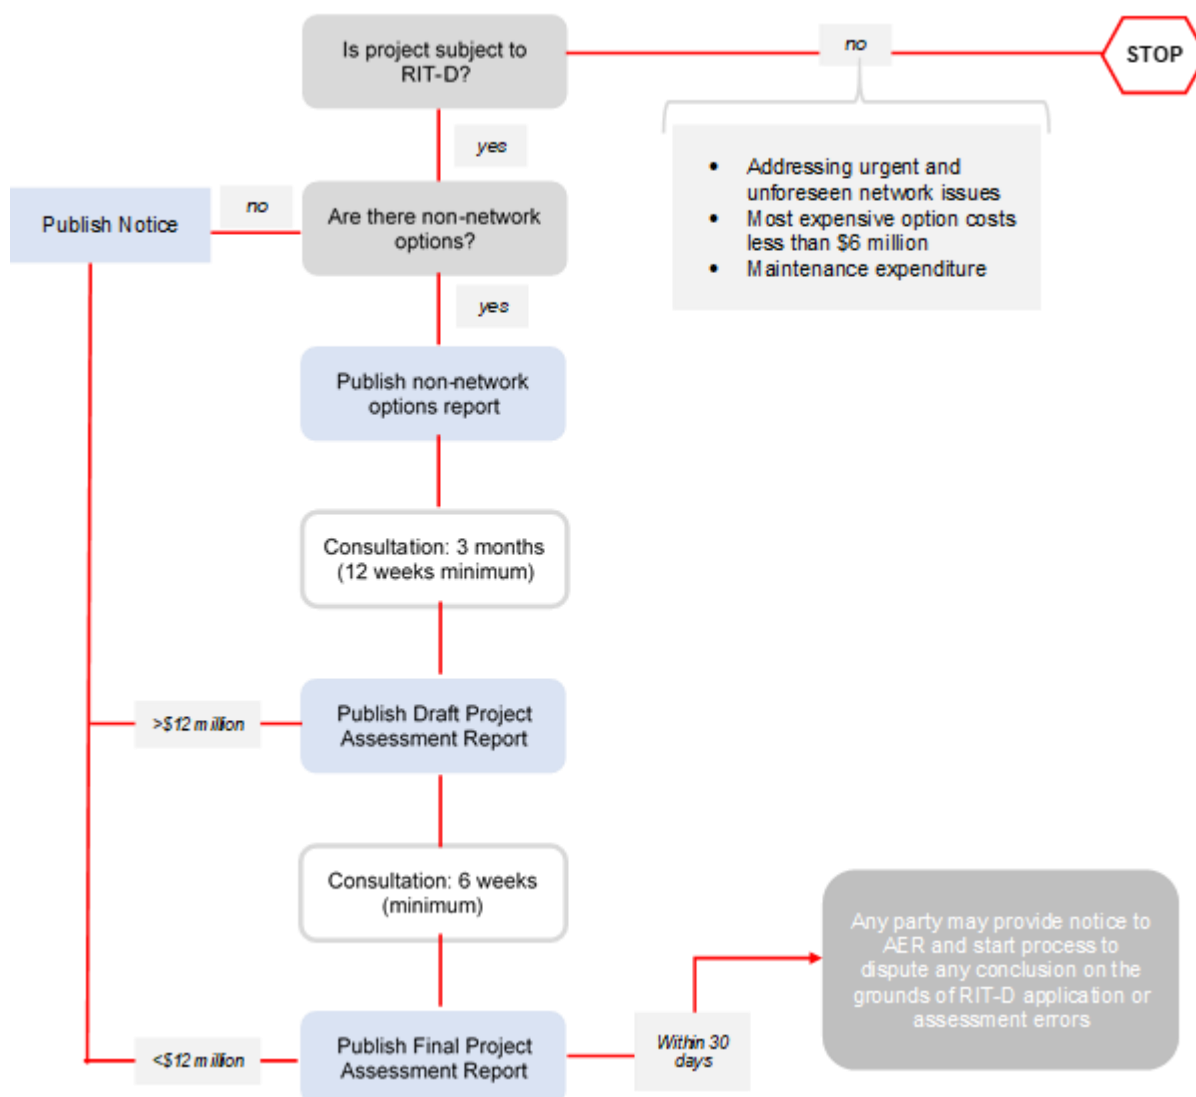 Is project subject to
RIT-D?
no
STOP
yes
• Addressing urgent and
unforeseen network issues
• Most expensive option costs
less than $6 million
• Maintenance expenditure
Publish Notice
no
Are there non-network
options?
yes
Publish non-network
options report
Consultation: 3 months
(12 weeks minimum)
>$12 million
Publish Draft Project
Assessment Report
Consultation: 6 weeks
(minimum)
Any party may provide notice to
AER and start process to
dispute any conclusion on the
grounds of RIT-D application or
assessment errors
<$12 million
Publish Final Project
Assessment Report
Within 30
days